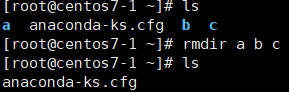 [root@centos7-1 ~]# ls
a  anaconda-ks.cfg  b  c
[root@centos7-1 ~]# rmdir a b c
[root@centos7-1 ~]# ls
anaconda-ks.cfg